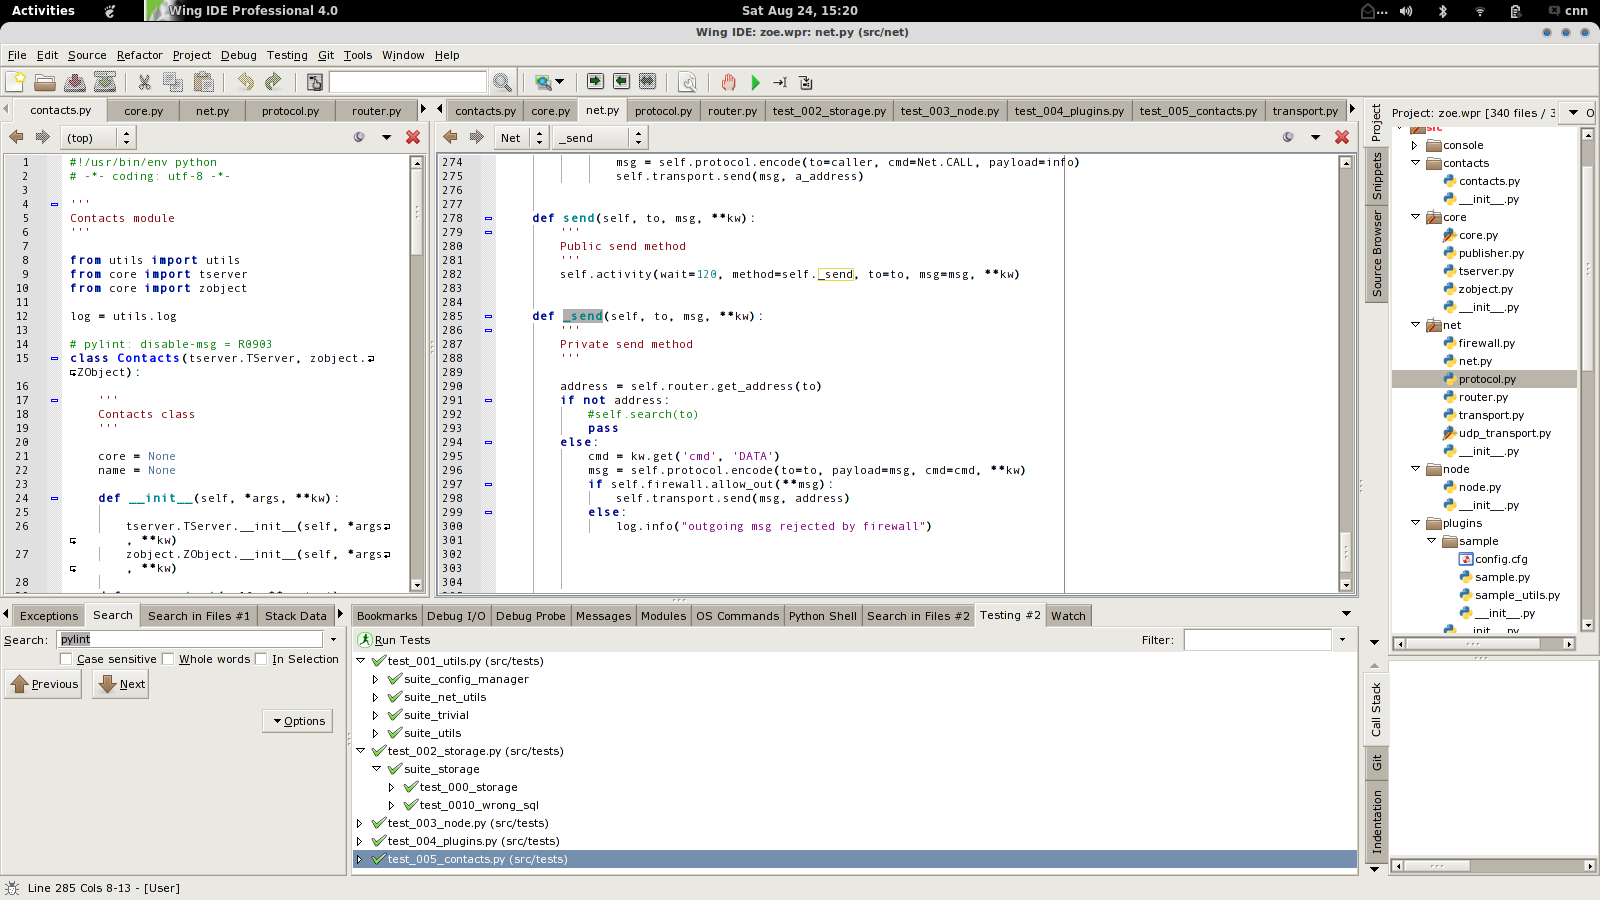 Activities
Wing IDE Professional 4.0
Sat Aug 24, 15:20
cnn
Wing IDE: zoe.wpr: net.py (src/net)
File Edit Source Refactor Project Debug Testing Git Tools Window Help
contacts.py core.py net.py protocol.py router.py
(top)
1 #!/usr/bin/env python
2 # -*- coding: utf-8 -*-
3
4 '''
5 Contacts module
6 '''
7
8 from utils import utils
9 from core import tserver
10 from core import zobject
11
12 log = utils.log
13
14 # pylint: disable-msg = R0903
15 class Contacts(tserver.TServer, zobject.
ZObject):
16
17 '''
18 Contacts class
19 '''
20
21 core = None
22 name = None
23
24 def __init__(self, *args, **kw):
25
26 tserver.TServer.__init__(self, *args
, **kw)
27 zobject.ZObject.__init__(self, *args
, **kw)
28
contacts.py core.py net.py protocol.py router.py test_002_storage.py test_003_node.py test_004_plugins.py test_005_contacts.py transport.py
Net _send
274 msg = self.protocol.encode(to=caller, cmd=Net.CALL, payload=info)
275 self.transport.send(msg, a_address)
276
277
278 def send(self, to, msg, **kw):
279 '''
280 Public send method
281 '''
282 self.activity(wait=120, method=self._send, to=to, msg=msg, **kw)
283
284
285 def _send(self, to, msg, **kw):
286 '''
287 Private send method
288 '''
289
290 address = self.router.get_address(to)
291 if not address:
292 #self.search(to)
293 pass
294 else:
295 cmd = kw.get('cmd', 'DATA')
296 msg = self.protocol.encode(to=to, payload=msg, cmd=cmd, **kw)
297 if self.firewall.allow_out(**msg):
298 self.transport.send(msg, address)
299 else:
300 log.info("outgoing msg rejected by firewall")
301
302
303
304
Project
Snippets
Source Browser
Project: zoe.wpr [340 files / 3
src
console
contacts
contacts.py
__init__.py
core
core.py
publisher.py
tserver.py
zobject.py
__init__.py
net
firewall.py
net.py
protocol.py
router.py
transport.py
udp_transport.py
__init__.py
node
node.py
__init__.py
plugins
sample
config.cfg
sample.py
sample_utils.py
__init__.py
__init__.py
Exceptions Search Search in Files #1 Stack Data
Search: pylint
Case sensitive Whole words In Selection
Previous Next
Options
Bookmarks Debug I/O Debug Probe Messages Modules OS Commands Python Shell Search in Files #2 Testing #2 Watch
Run Tests
Filter:
test_001_utils.py (src/tests)
suite_config_manager
suite_net_utils
suite_trivial
suite_utils
test_002_storage.py (src/tests)
suite_storage
test_000_storage
test_0010_wrong_sql
test_003_node.py (src/tests)
test_004_plugins.py (src/tests)
test_005_contacts.py (src/tests)
Call Stack
Git
Indentation
Line 285 Cols 8-13 - [User]